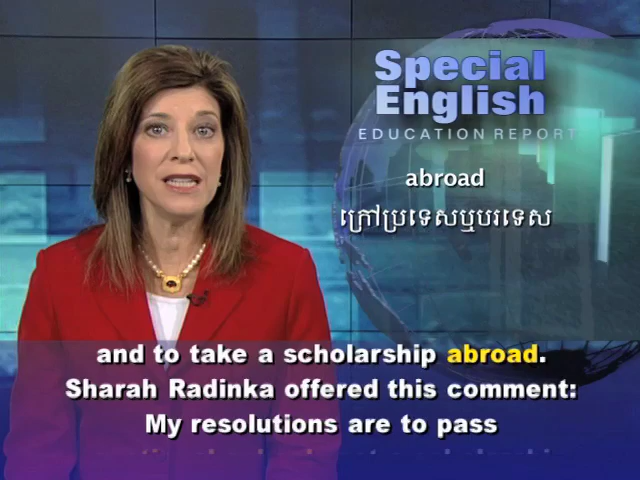 Special
English
EDUCATION REPORT
abroad
ក្រៅប្រទេសឬបរទេស
and to take a scholarship abroad.
Sharah Radinka offered this comment:
My resolutions are to pass